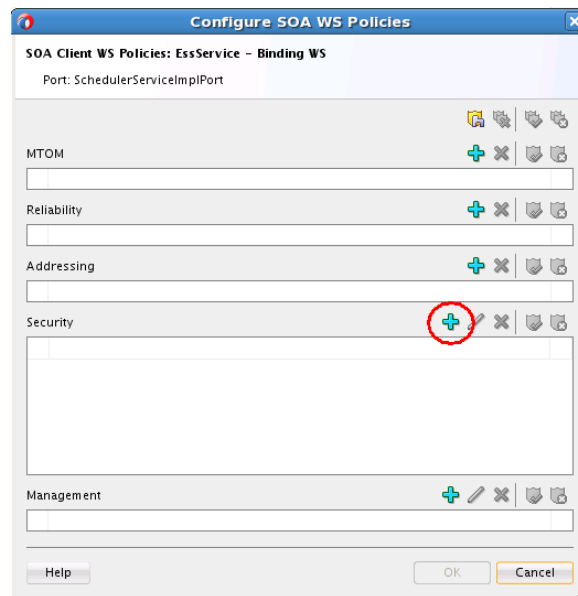 Configure SOA WS Policies
SOA Client WS Policies: EssService – Binding WS
Port: SchedulerServiceImplPort
MTOM
Reliability
Addressing
Security
Management
Help
OK
Cancel